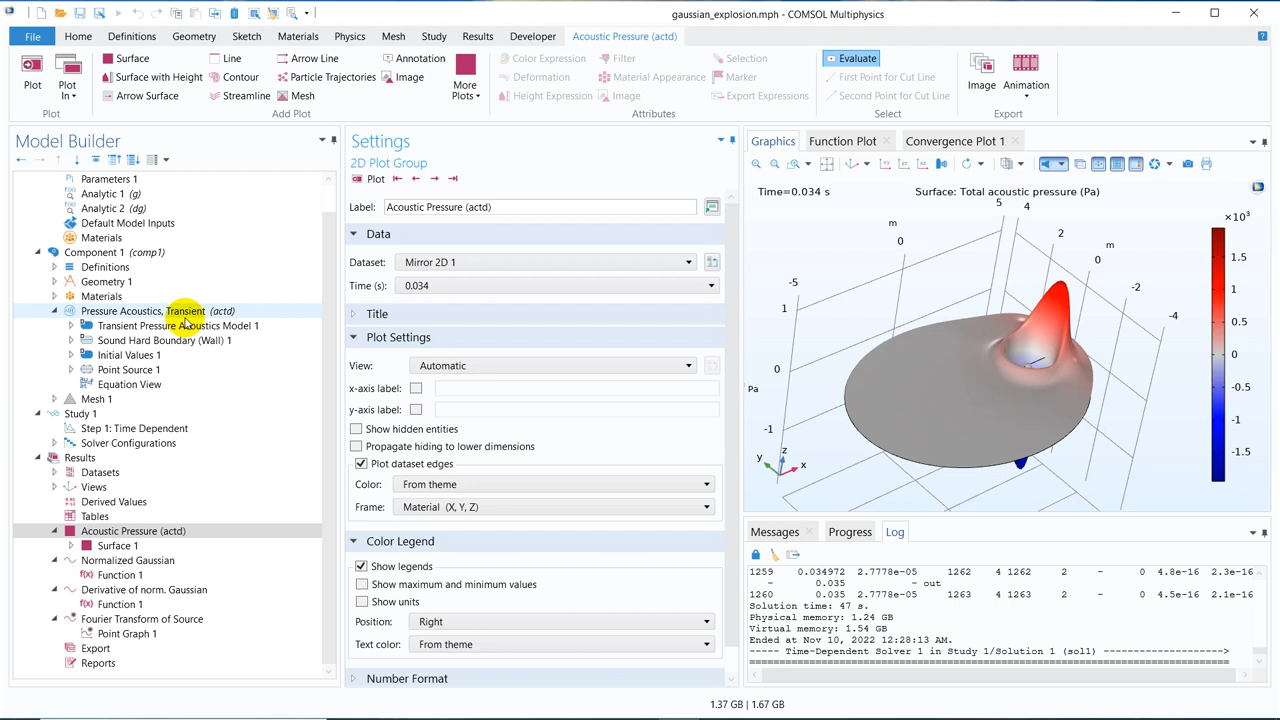 gaussian_explosion.mph - COMSOL Multiphysics
File Home Definitions Geometry Sketch Materials Physics Mesh Study Results Developer Acoustic Pressure (actd)
Plot
Plot In
Surface
Surface with Height
Arrow Surface
Line
Contour
Streamline
Arrow Line
Particle Trajectories
Mesh
Annotation
Image
More Plots
Color Expression
Deformation
Height Expression
Filter
Material Appearance
Image
Selection
Marker
Export Expressions
Evaluate
First Point for Cut Line
Second Point for Cut Line
Image
Animation
Plot Add Plot Attributes Select Export
Model Builder
Parameters 1
Analytic 1 (g)
Analytic 2 (dg)
Default Model Inputs
Materials
Component 1 (comp1)
Definitions
Geometry 1
Materials
Pressure Acoustics, Transient (actd)
Transient Pressure Acoustics Model 1
Sound Hard Boundary (Wall) 1
Initial Values 1
Point Source 1
Equation View
Mesh 1
Study 1
Step 1: Time Dependent
Solver Configurations
Results
Datasets
Views
Derived Values
Tables
Acoustic Pressure (actd)
Surface 1
Normalized Gaussian
Function 1
Derivative of norm. Gaussian
Function 1
Fourier Transform of Source
Point Graph 1
Export
Reports
Settings
2D Plot Group
Plot
Label: Acoustic Pressure (actd)
Data
Dataset: Mirror 2D 1
Time (s): 0.034
Title
Plot Settings
View: Automatic
x-axis label:
y-axis label:
Show hidden entities
Propagate hiding to lower dimensions
Plot dataset edges
Color: From theme
Frame: Material (X, Y, Z)
Color Legend
Show legends
Show maximum and minimum values
Show units
Position: Right
Text color: From theme
Number Format
Graphics Function Plot Convergence Plot 1
Time=0.034 s Surface: Total acoustic pressure (Pa)
5 4
m 2
0 m
0
-5 -2
1 -4
0
Pa
-1
y z x
×10³
1.5
1
0.5
0
-0.5
-1
-1.5
Messages Progress Log
1259 0.034972 2.7778e-05 1262 4 1262 2 - 0 4.8e-16 2.3e-16
- 0.035 - out
1260 0.035 2.7778e-05 1263 4 1263 2 - 0 4.5e-16 2.1e-16
Solution time: 47 s.
Physical memory: 1.24 GB
Virtual memory: 1.54 GB
Ended at Nov 10, 2022 12:28:13 AM.
----- Time-Dependent Solver 1 in Study 1/Solution 1 (sol1) -------------------->
1.37 GB | 1.67 GB